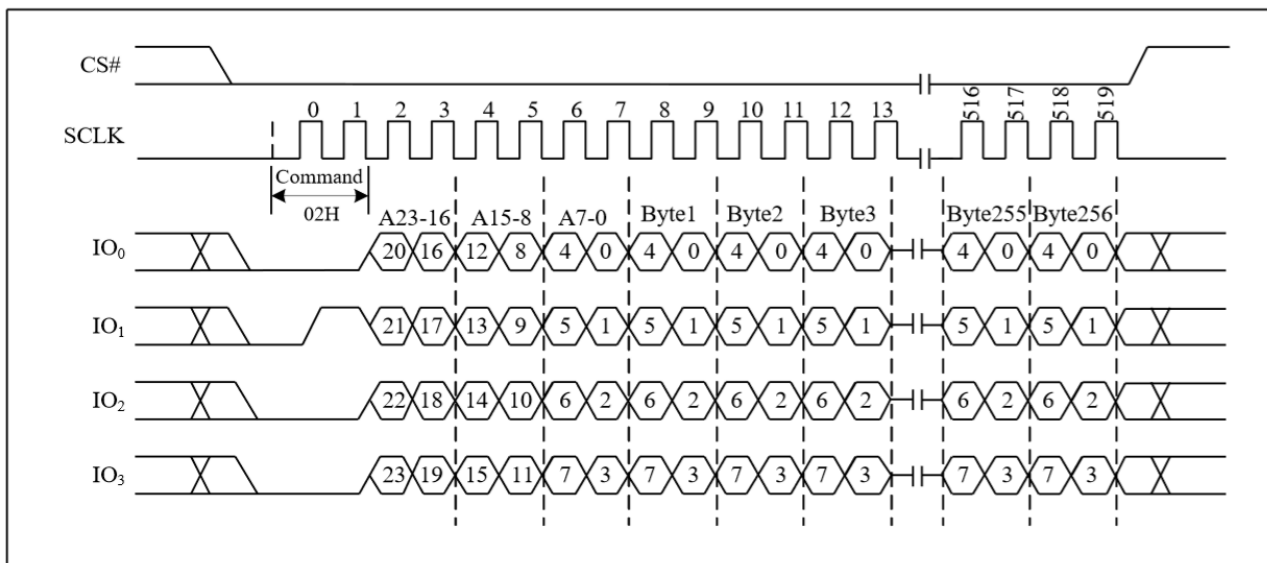 CS#
516 517 518 519
0 1 2 3 4 5 6 7 8 9 10 11 12 13
SCLK
Command
02H
A23-16 A15-8 A7-0 Byte1 Byte2 Byte3 Byte255 Byte256
IO₀ 20 16 12 8 4 0 4 0 4 0 4 0 4 0 4 0
IO₁ 21 17 13 9 5 1 5 1 5 1 5 1 5 1 5 1
IO₂ 22 18 14 10 6 2 6 2 6 2 6 2 6 2 6 2
IO₃ 23 19 15 11 7 3 7 3 7 3 7 3 7 3 7 3